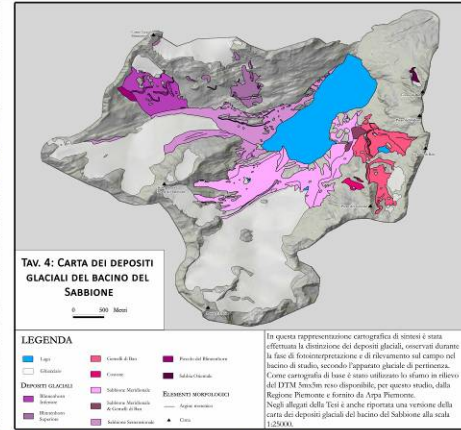 TAV. 4: CARTA DEI DEPOSITI
GLACIALI DEL BACINO DEL
SABBIONE
0 500 Metri
LEGENDA
Lago
Ghiacciaio
DEPOSITI GLACIALI
Blinnenhorn
Inferiore
Blinnenhorn
Superiore
Gemelli di Ban
Costone
Sabbione Meridionale
Sabbione Meridionale
& Gemelli di Ban
Sabbione Settentrionale
Piccolo del Blinnenhorn
ELEMENTI MORFOLOGICI
Argine morenico
Cima
In questa rappresentazione cartografica di sintesi è stata
effettuata la distinzione dei depositi glaciali, osservati durante
la fase di fotointerpretazione e di rilevamento sul campo nel
bacino di studio, secondo l'apparato glaciale di pertinenza.
Come cartografia di base è stato utilizzato lo sfumo in rilievo
del DTM 5mx5m reso disponibile, per questo studio, dalla
Regione Piemonte e fornito da Arpa Piemonte.
Negli allegati della Tesi è anche riportata una versione della
carta dei depositi glaciali del bacino del Sabbione alla scala
1:25000.